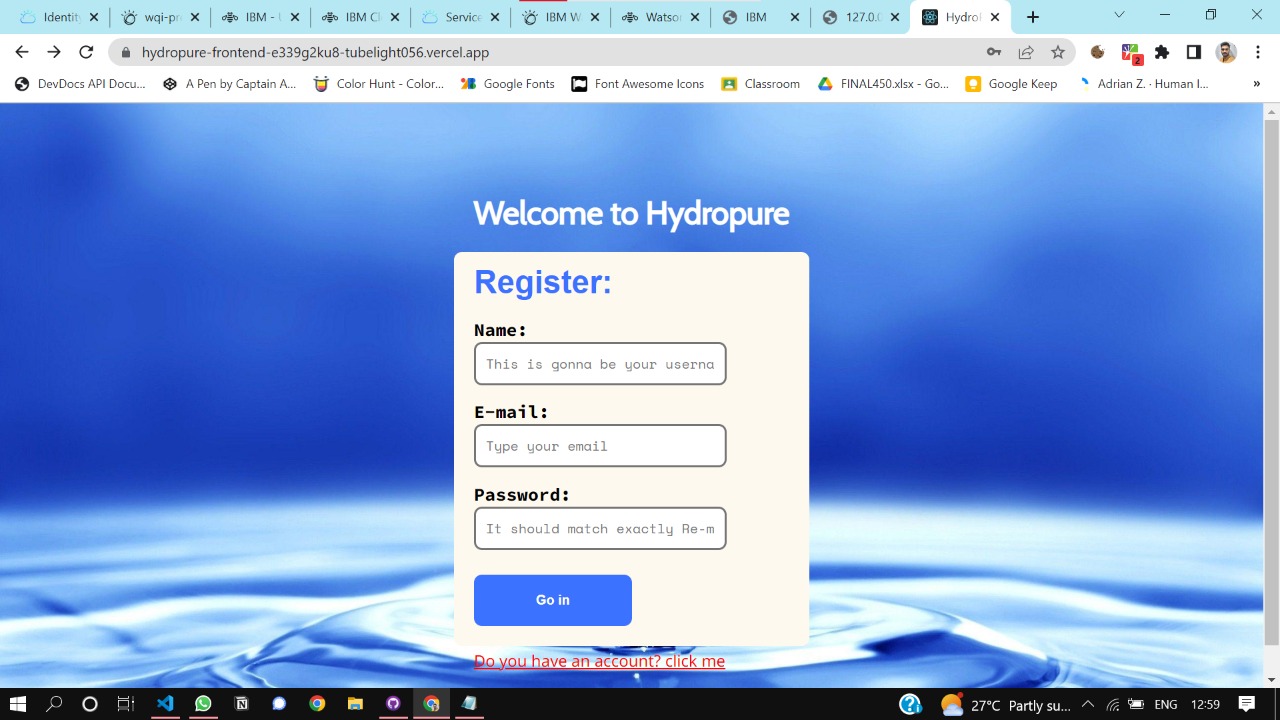 Identity
wqi-pr
IBM - U
IBM Cl
Service
IBM W
Watso
IBM
127.0.0
HydroP
hydropure-frontend-e339g2ku8-tubelight056.vercel.app
2
DevDocs API Docu...
A Pen by Captain A...
Color Hunt - Color...
Google Fonts
Font Awesome Icons
Classroom
FINAL450.xlsx - Go...
Google Keep
Adrian Z. · Human I...
»
Welcome to Hydropure
Register:
Name:
This is gonna be your userna
E-mail:
Type your email
Password:
It should match exactly Re-m
Go in
Do you have an account? click me
27°C Partly su...
ENG
12:59